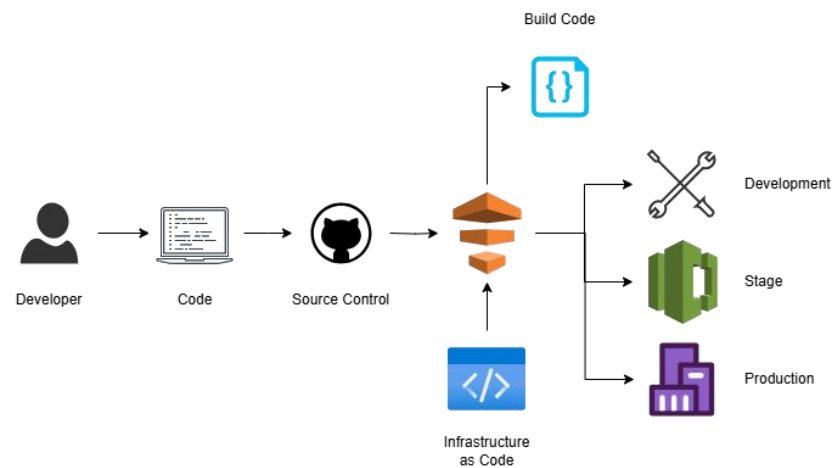 Build Code
Development
Developer
Code
Source Control
Stage
Production
Infrastructure
as Code